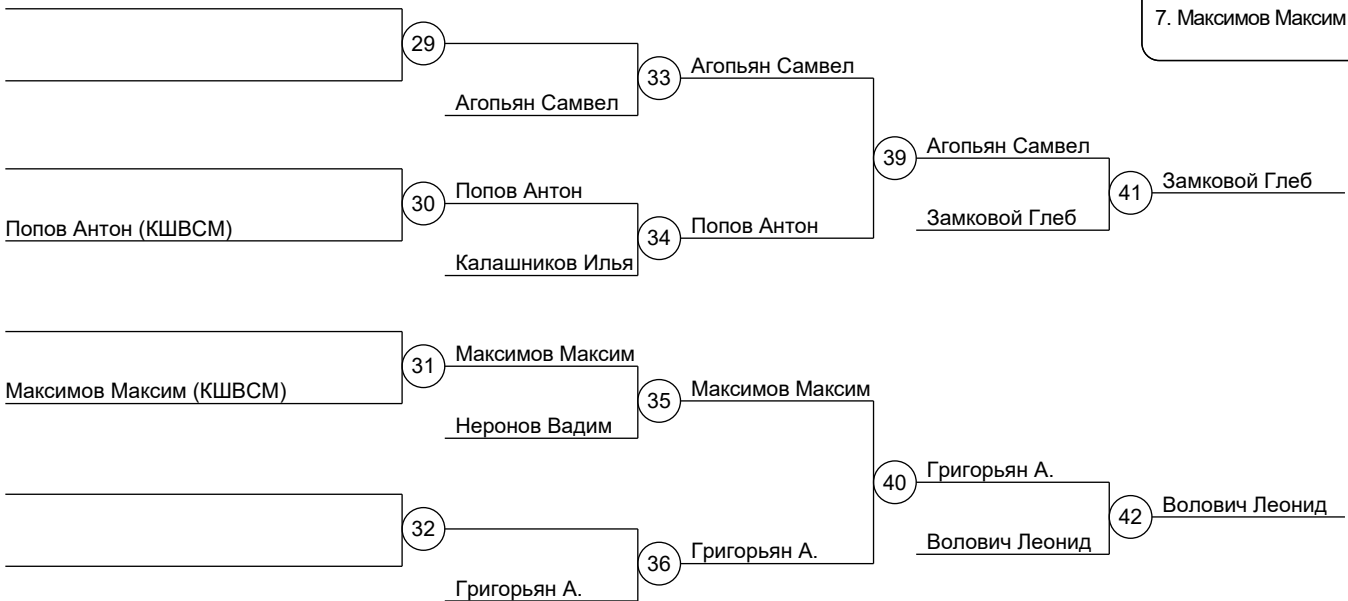 7. Максимов Максим
29
33
Агопьян Самвел
Агопьян Самвел
39
Агопьян Самвел
41
Замковой Глеб
30
Попов Антон
Попов Антон (КШВСМ)
34
Попов Антон
Замковой Глеб
Калашников Илья
31
Максимов Максим
Максимов Максим (КШВСМ)
35
Максимов Максим
Неронов Вадим
40
Григорьян А.
42
Волович Леонид
32
Волович Леонид
36
Григорьян А.
Григорьян А.